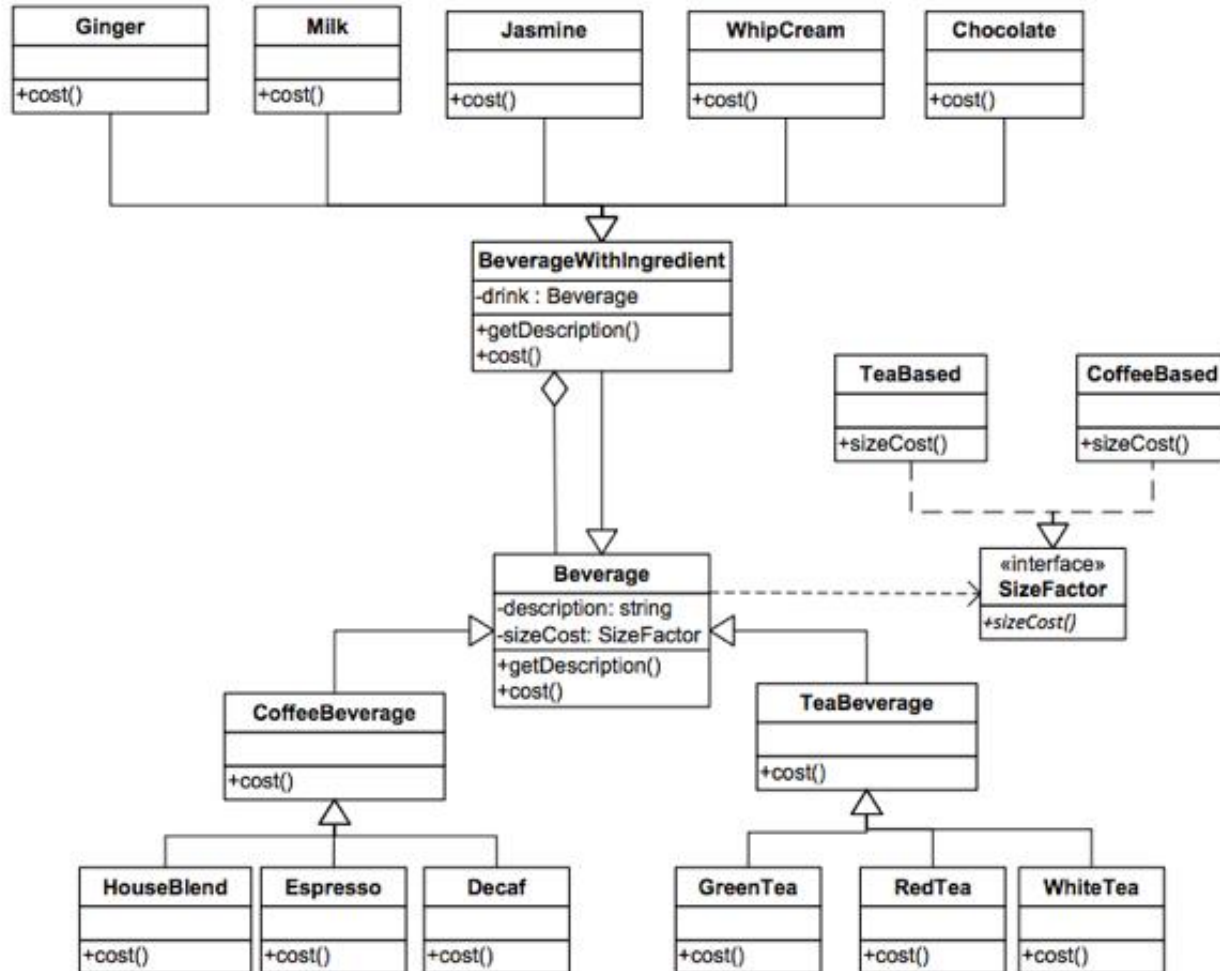 Ginger
+cost()
Milk
+cost()
Jasmine
+cost()
WhipCream
+cost()
Chocolate
+cost()
BeverageWithIngredient
-drink : Beverage
+getDescription()
+cost()
TeaBased
+sizeCost()
CoffeeBased
+sizeCost()
Beverage
-description: string
-sizeCost: SizeFactor
+getDescription()
+cost()
«interface»
SizeFactor
+sizeCost()
CoffeeBeverage
+cost()
TeaBeverage
+cost()
HouseBlend
+cost()
Espresso
+cost()
Decaf
+cost()
GreenTea
+cost()
RedTea
+cost()
WhiteTea
+cost()